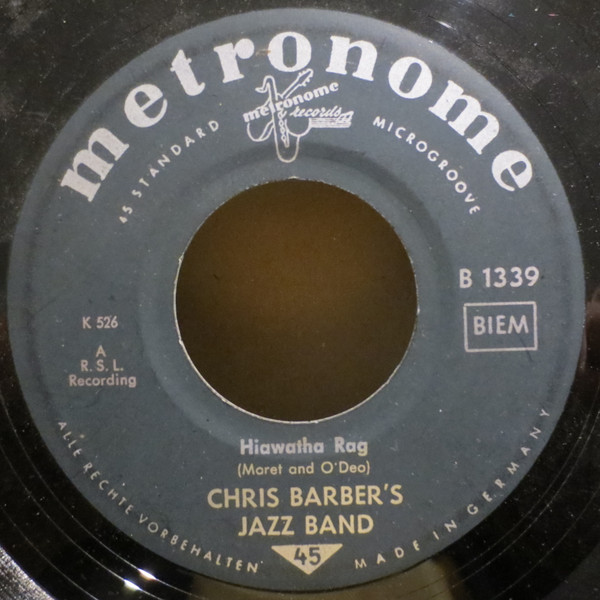 metronome
metronome
records
45 STANDARD
MICROGROOVE
B 1339
BIEM
K 526
A
R. S. L.
Recording
Hiawatha Rag
(Moret and O'Dea)
CHRIS BARBER'S
JAZZ BAND
45
ALLE RECHTE VORBEHALTEN
MADE IN GERMANY